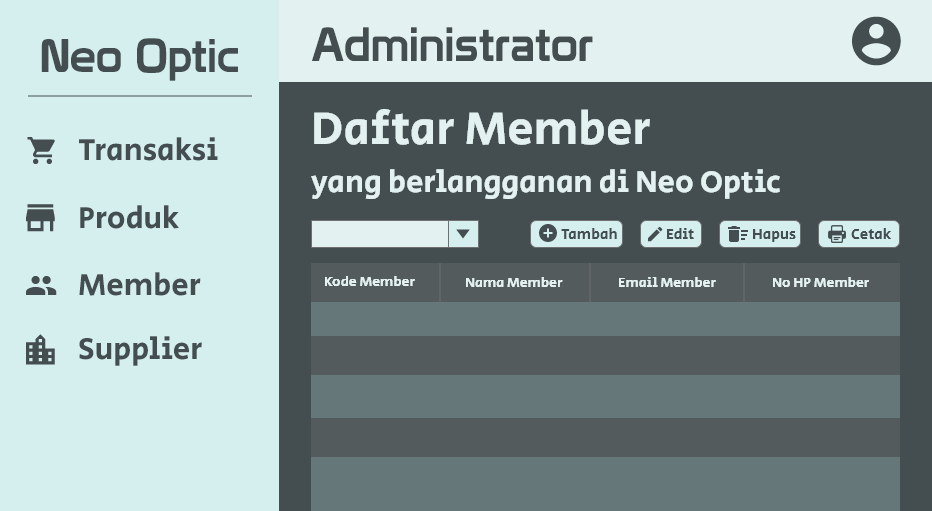 Neo Optic
Transaksi
Produk
Member
Supplier
Administrator
Daftar Member
yang berlangganan di Neo Optic
Tambah Edit Hapus Cetak
Kode Member Nama Member Email Member No HP Member